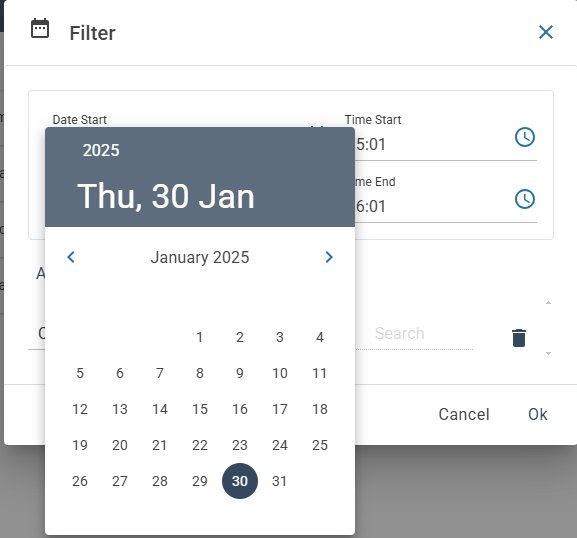 Filter
Date Start
Time Start
5:01
me End
6:01
2025
Thu, 30 Jan
January 2025
1 2 3 4
5 6 7 8 9 10 11
12 13 14 15 16 17 18
19 20 21 22 23 24 25
26 27 28 29 30 31
A
Search
Cancel
Ok